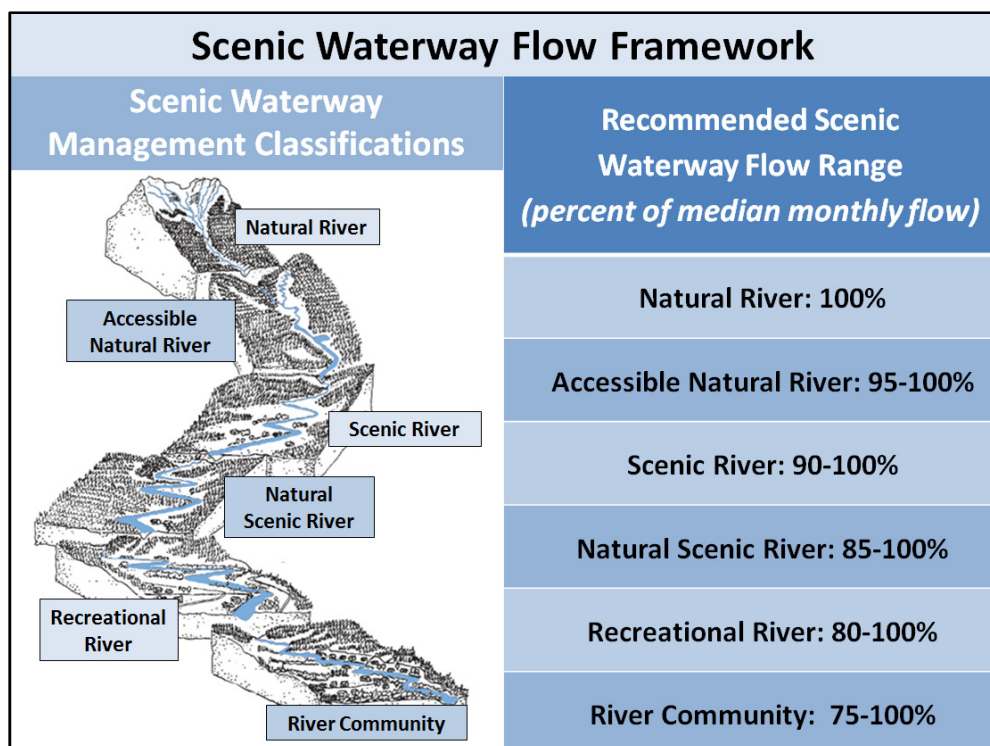 Scenic Waterway Flow Framework
Scenic Waterway
Management Classifications
Natural River
Accessible
Natural River
Scenic River
Natural
Scenic River
Recreational
River
River Community
Recommended Scenic
Waterway Flow Range
(percent of median monthly flow)
Natural River: 100%
Accessible Natural River: 95-100%
Scenic River: 90-100%
Natural Scenic River: 85-100%
Recreational River: 80-100%
River Community: 75-100%